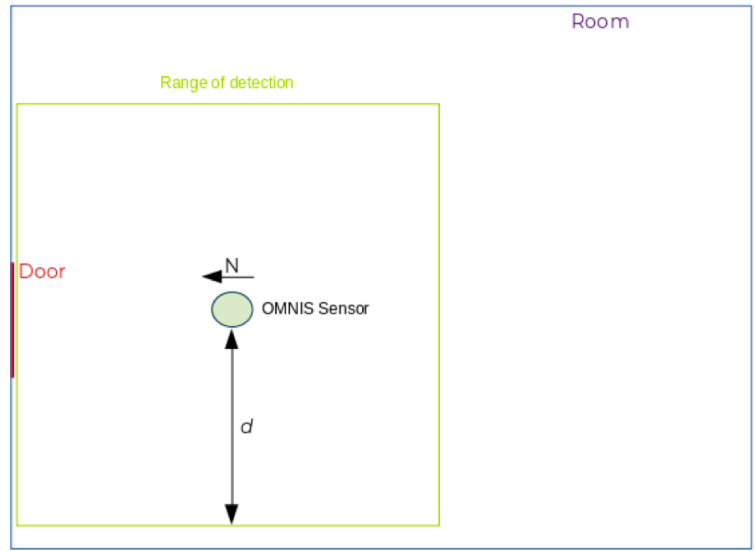 Room
Range of detection
N
Door
OMNIS Sensor
d